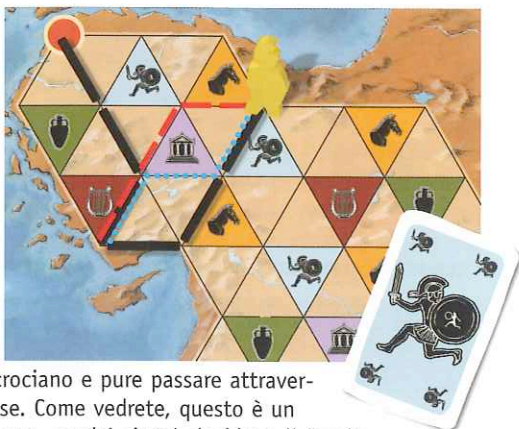 crociano e pure passare attraver-
se. Come vedrete, questo è un